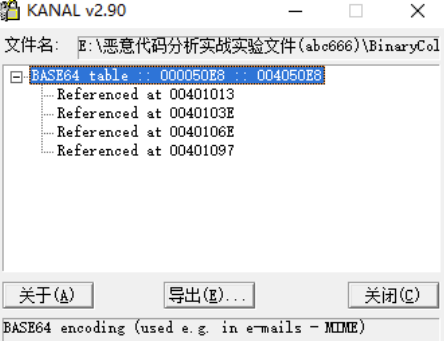 KANAL v2.90
文件名: E:\恶意代码分析实战实验文件(abc666)\BinaryCol
BASE64 table :: 000050E8 :: 004050E8
Referenced at 00401013
Referenced at 0040103E
Referenced at 0040106E
Referenced at 00401097
关于(A) 导出(E)... 关闭(C)
BASE64 encoding (used e.g. in e-mails - MIME)